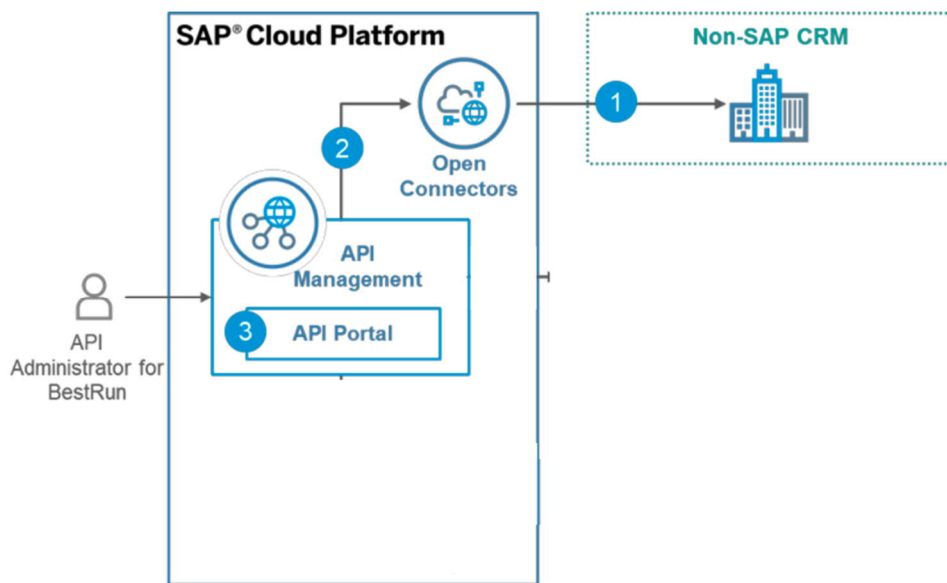 SAP® Cloud Platform
Non-SAP CRM
1
2
Open
Connectors
API
Management
3
API Portal
API
Administrator for
BestRun